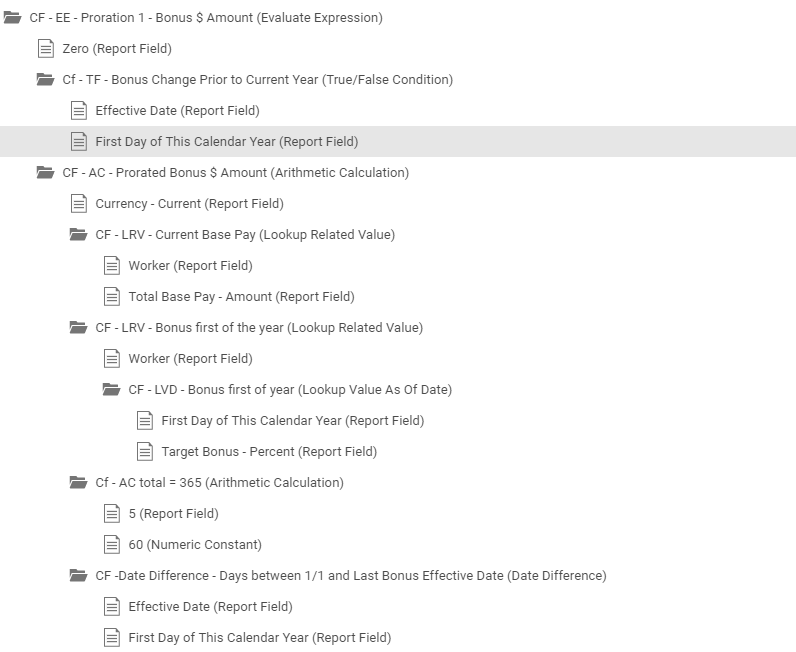 CF - EE - Proration 1 - Bonus $ Amount (Evaluate Expression)
Zero (Report Field)
Cf - TF - Bonus Change Prior to Current Year (True/False Condition)
Effective Date (Report Field)
First Day of This Calendar Year (Report Field)
CF - AC - Prorated Bonus $ Amount (Arithmetic Calculation)
Currency - Current (Report Field)
CF - LRV - Current Base Pay (Lookup Related Value)
Worker (Report Field)
Total Base Pay - Amount (Report Field)
CF - LRV - Bonus first of the year (Lookup Related Value)
Worker (Report Field)
CF - LVD - Bonus first of year (Lookup Value As Of Date)
First Day of This Calendar Year (Report Field)
Target Bonus - Percent (Report Field)
Cf - AC total = 365 (Arithmetic Calculation)
5 (Report Field)
60 (Numeric Constant)
CF -Date Difference - Days between 1/1 and Last Bonus Effective Date (Date Difference)
Effective Date (Report Field)
First Day of This Calendar Year (Report Field)